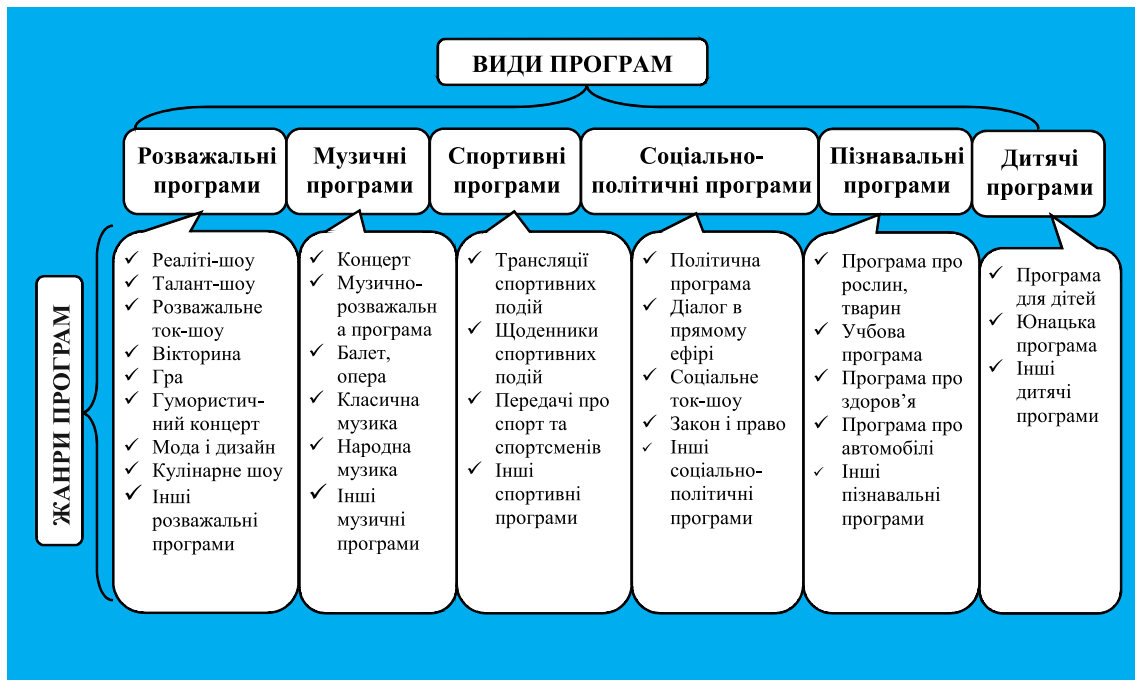 ВИДИ ПРОГРАМ
Розважальні
програми
Музичні
програми
Спортивні
програми
Соціально-
політичні програми
Пізнавальні
програми
Дитячі
програми
ЖАНРИ ПРОГРАМ
✓ Реаліті-шоу
✓ Талант-шоу
✓ Розважальне
ток-шоу
✓ Вікторина
✓ Гра
✓ Гумористич-
ний концерт
✓ Мода і дизайн
✓ Кулінарне шоу
✓ Інші
розважальні
програми
✓ Концерт
✓ Музично-
розважальн
а програма
✓ Балет,
опера
✓ Класична
музика
✓ Народна
музика
✓ Інші
музичні
програми
✓ Трансляції
спортивних
подій
✓ Щоденники
спортивних
подій
✓ Передачі про
спорт та
спортсменів
✓ Інші
спортивні
програми
✓ Політична
програма
✓ Діалог в
прямому
ефірі
✓ Соціальне
ток-шоу
✓ Закон і право
✓ Інші
соціально-
політичні
програми
✓ Програма про
рослин,
тварин
✓ Учбова
програма
✓ Програма про
здоров’я
✓ Програма про
автомобілі
✓ Інші
пізнавальні
програми
✓ Програма
для дітей
✓ Юнацька
програма
✓ Інші
дитячі
програми